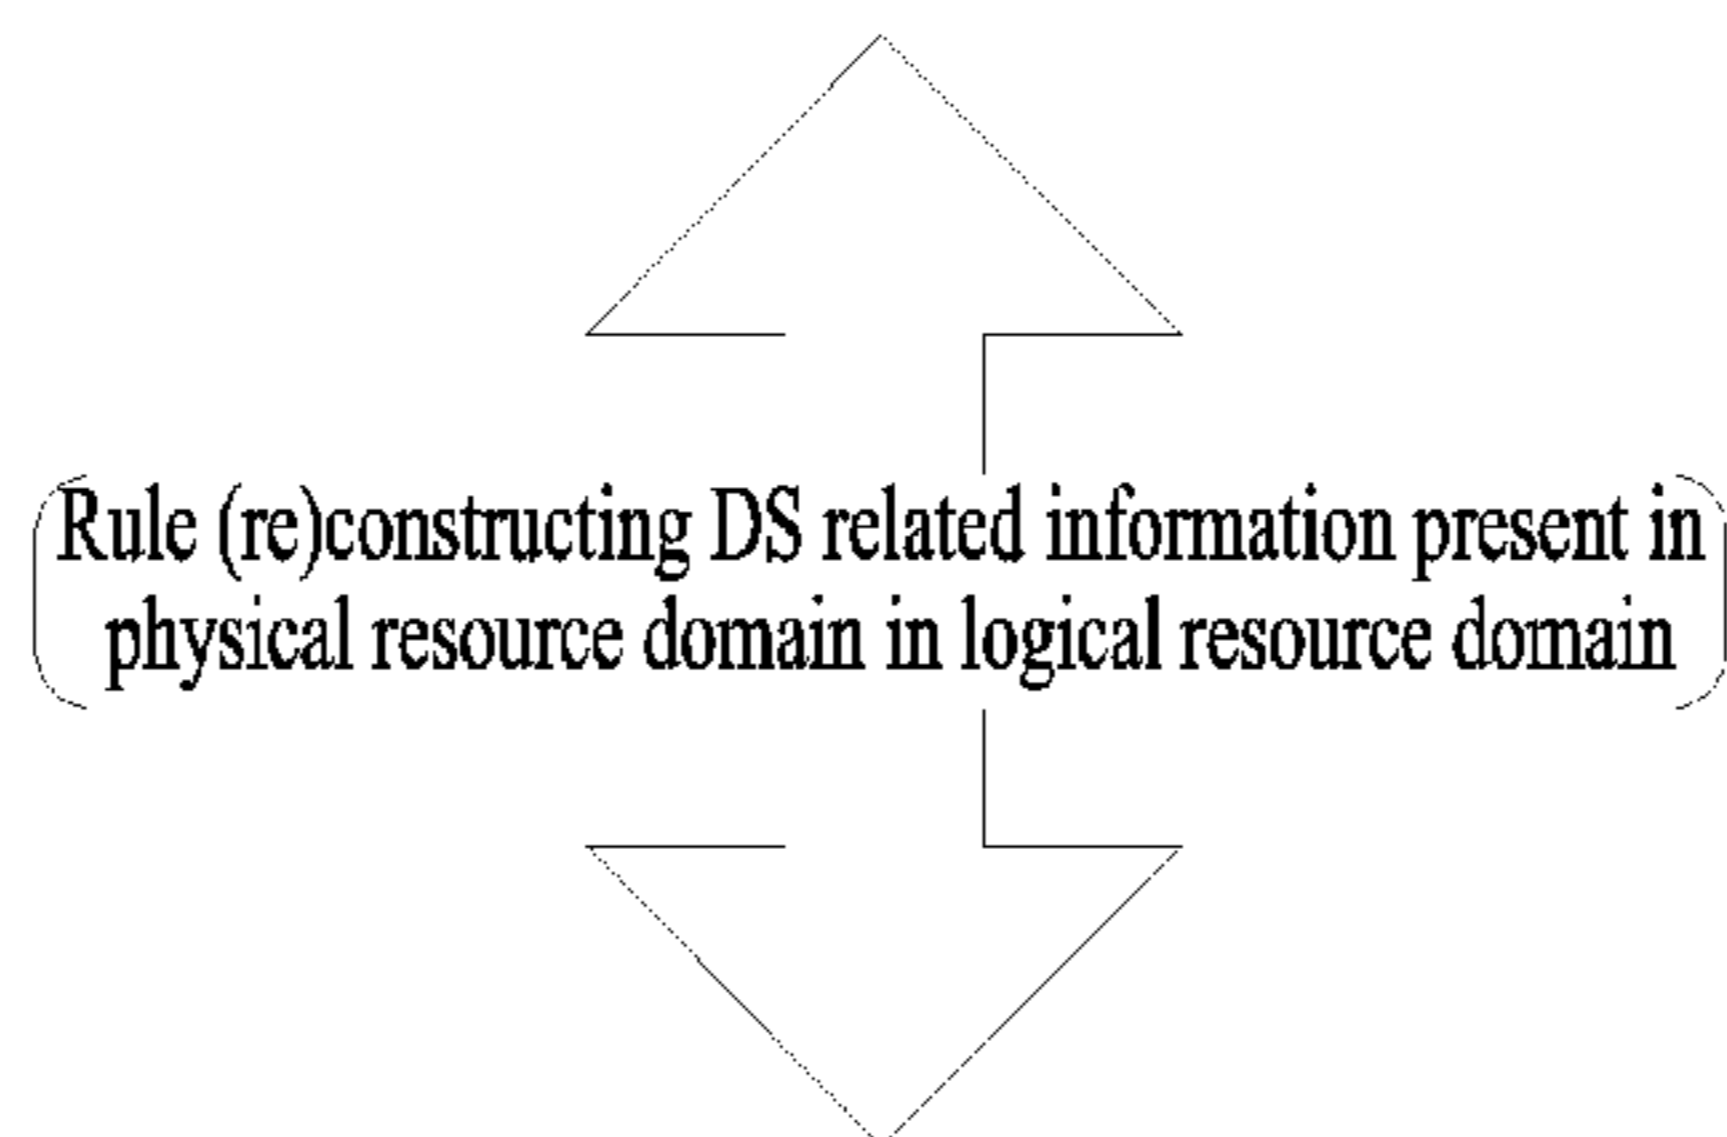 Rule (re)constructing DS related information present in
physical resource domain in logical resource domain